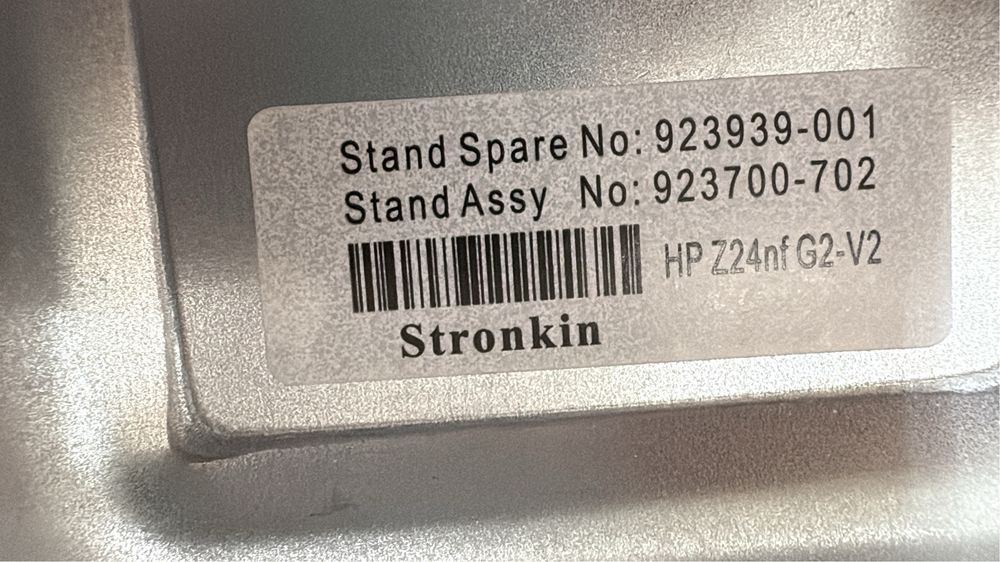 Stand Spare No: 923939-001
Stand Assy No: 923700-702
HP Z24nf G2-V2
Stronkin